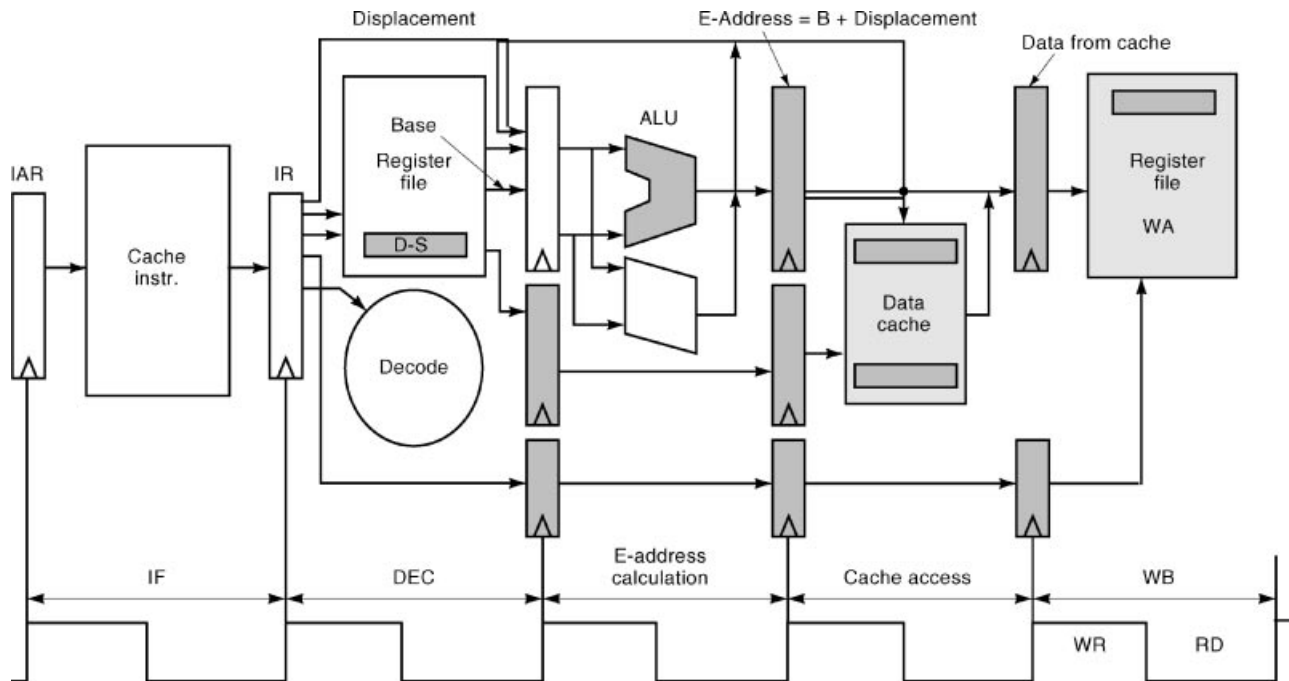 Displacement
E-Address = B + Displacement
Data from cache
ALU
Base
IAR
IR
Register
file
Register
file
D-S
WA
Cache
instr.
Data
cache
Decode
E-address
calculation
IF
DEC
Cache access
WB
WR
RD